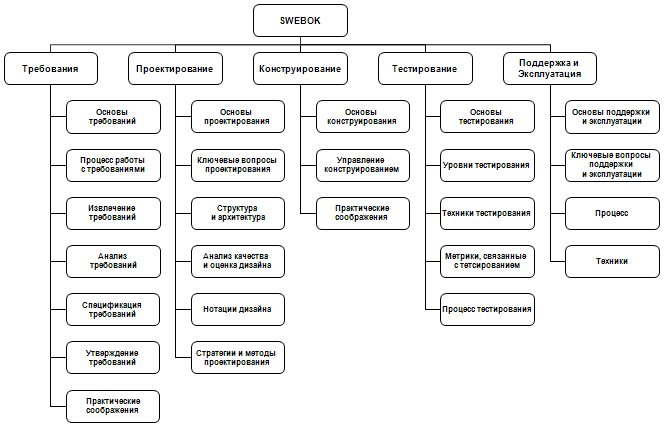 SWEBOK
Требования
Проектирование
Конструирование
Тестирование
Поддержка и
Эксплуатация
Основы
требований
Процесс работы
с требованиями
Извлечение
требований
Анализ
требований
Спецификация
требований
Утверждение
требований
Практические
соображения
Основы
проектирования
Ключевые вопросы
проектирования
Структура
и архитектура
Анализ качества
и оценка дизайна
Нотации дизайна
Стратегии и методы
проектирования
Основы
конструирования
Управление
конструированием
Практические
соображения
Основы
тестирования
Уровни тестирования
Техники тестирования
Метрики, связанные
с тетсированием
Процесс тестирования
Основы поддержки
и эксплуатации
Ключевые вопросы
поддержки
и эксплуатации
Процесс
Техники